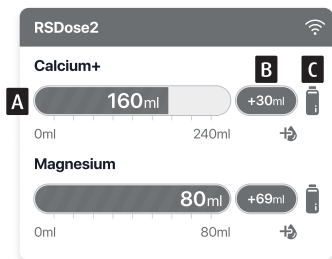 RSDose2
Calcium+
B
C
A
160ml
+30ml
i
0ml
240ml
Magnesium
80ml
+69ml
i
0ml
80ml